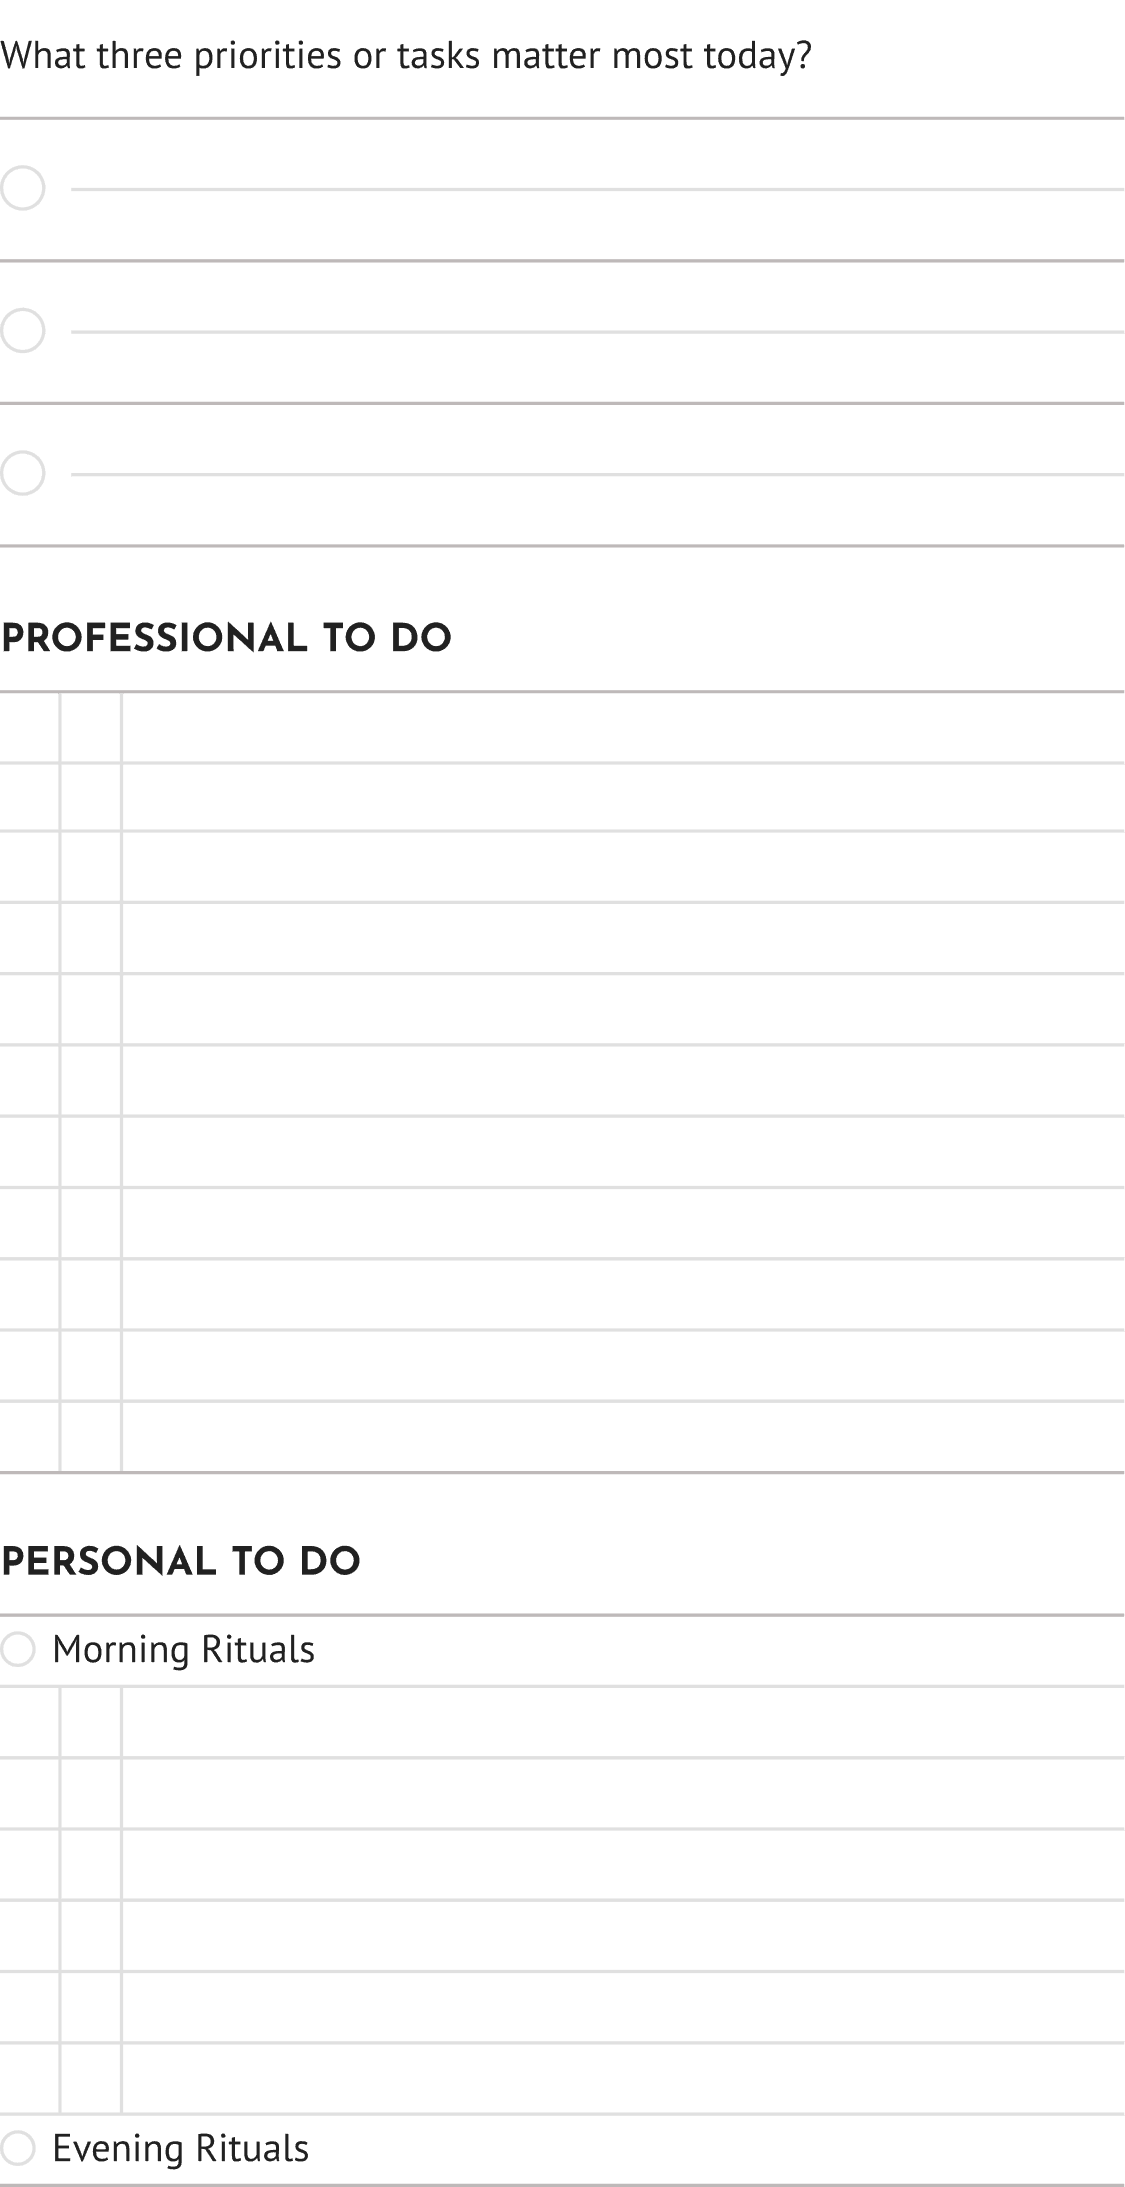 What three priorities or tasks matter most today?
PROFESSIONAL TO DO
PERSONAL TO DO
Morning Rituals
Evening Rituals